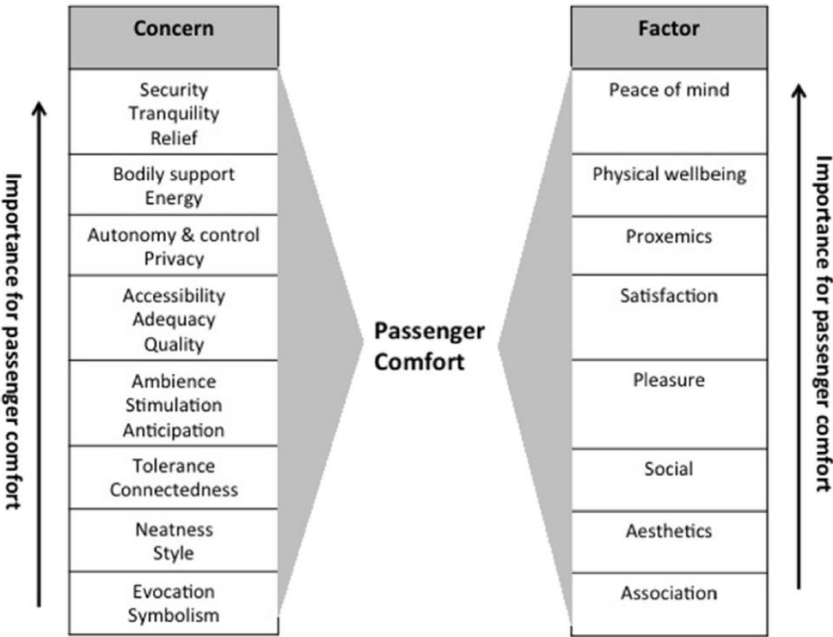 Concern
Security
Tranquility
Relief
Bodily support
Energy
Autonomy & control
Privacy
Accessibility
Adequacy
Quality
Ambience
Stimulation
Anticipation
Tolerance
Connectedness
Neatness
Style
Evocation
Symbolism
Importance for passenger comfort
Passenger
Comfort
Factor
Peace of mind
Physical wellbeing
Proxemics
Satisfaction
Pleasure
Social
Aesthetics
Association
Importance for passenger comfort